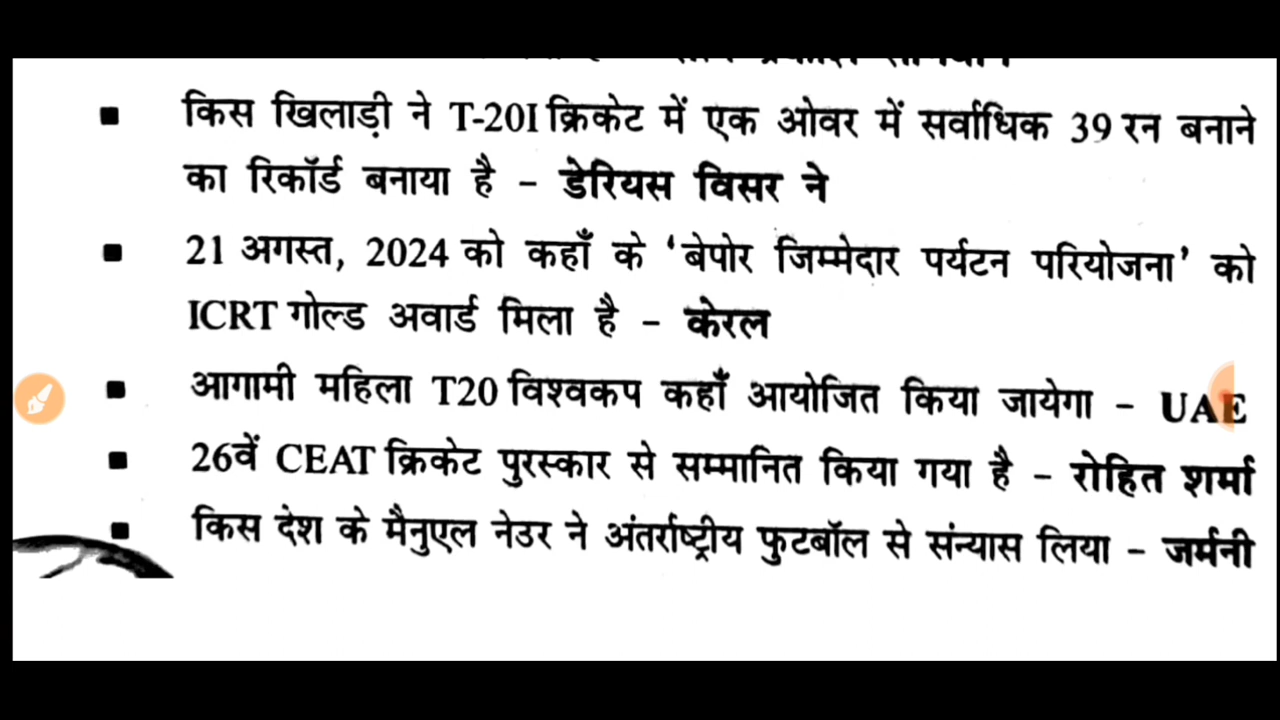 किस खिलाड़ी ने T-20I क्रिकेट में एक ओवर में सर्वाधिक 39 रन बनाने
का रिकॉर्ड बनाया है - डेरियस विसर ने
21 अगस्त, 2024 को कहाँ के ‘बेपोर जिम्मेदार पर्यटन परियोजना’ को
ICRT गोल्ड अवार्ड मिला है - केरल
आगामी महिला T20 विश्वकप कहाँ आयोजित किया जायेगा - UAE
26वें CEAT क्रिकेट पुरस्कार से सम्मानित किया गया है - रोहित शर्मा
किस देश के मैनुएल नेउर ने अंतर्राष्ट्रीय फुटबॉल से संन्यास लिया - जर्मनी